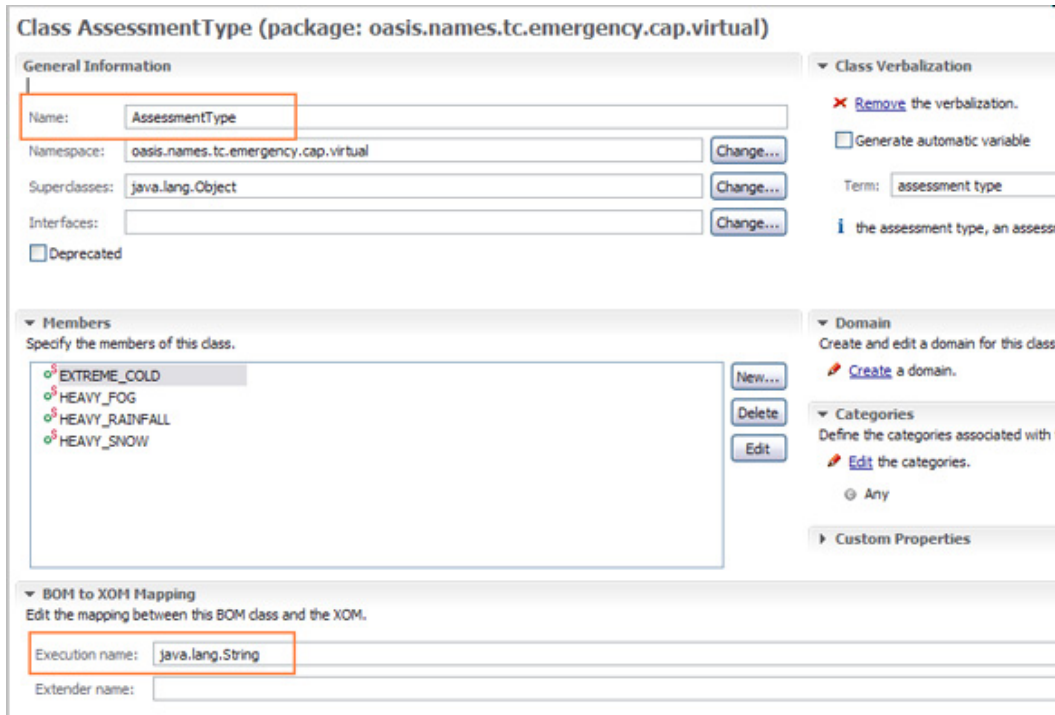 Class AssessmentType (package: oasis.names.tc.emergency.cap.virtual)
General Information
Name: AssessmentType
Namespace: oasis.names.tc.emergency.cap.virtual Change...
Superclasses: java.lang.Object Change...
Interfaces: Change...
Deprecated
Class Verbalization
Remove the verbalization.
Generate automatic variable
Term: assessment type
i the assessment type, an assess
Members
Specify the members of this class.
S EXTREME_COLD
S HEAVY_FOG
S HEAVY_RAINFALL
S HEAVY_SNOW
New...
Delete
Edit
Domain
Create and edit a domain for this class
Create a domain.
Categories
Define the categories associated with
Edit the categories.
Any
Custom Properties
BOM to XOM Mapping
Edit the mapping between this BOM class and the XOM.
Execution name: java.lang.String
Extender name: